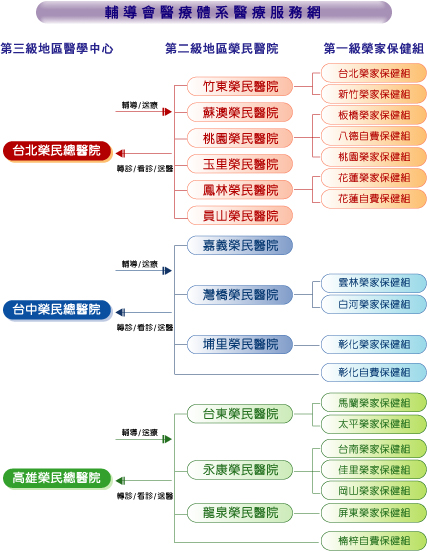 輔導會醫療體系醫療服務網
第三級地區醫學中心
第二級地區榮民醫院
第一級榮家保健組
台北榮民總醫院
輔導/送療
轉診/看診/送醫
竹東榮民醫院
蘇澳榮民醫院
桃園榮民醫院
玉里榮民醫院
鳳林榮民醫院
員山榮民醫院
台北榮家保健組
新竹榮家保健組
板橋榮家保健組
八德自費保健組
桃園榮家保健組
花蓮榮家保健組
花蓮自費保健組
台中榮民總醫院
輔導/送療
轉診/看診/送醫
嘉義榮民醫院
灣橋榮民醫院
埔里榮民醫院
雲林榮家保健組
白河榮家保健組
彰化榮家保健組
彰化自費保健組
高雄榮民總醫院
輔導/送療
轉診/看診/送醫
台東榮民醫院
永康榮民醫院
龍泉榮民醫院
馬蘭榮家保健組
太平榮家保健組
台南榮家保健組
佳里榮家保健組
岡山榮家保健組
屏東榮家保健組
楠梓自費保健組